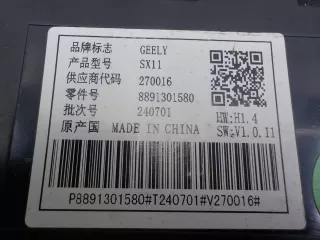 品牌标志 GEELY
产品型号 SX11
供应商代码 270016
零件号 8891301580
批次号 240701
原产国 MADE IN CHINA
HW:H1.4
SW:V1.0.11
P8891301580#T240701#V270016#